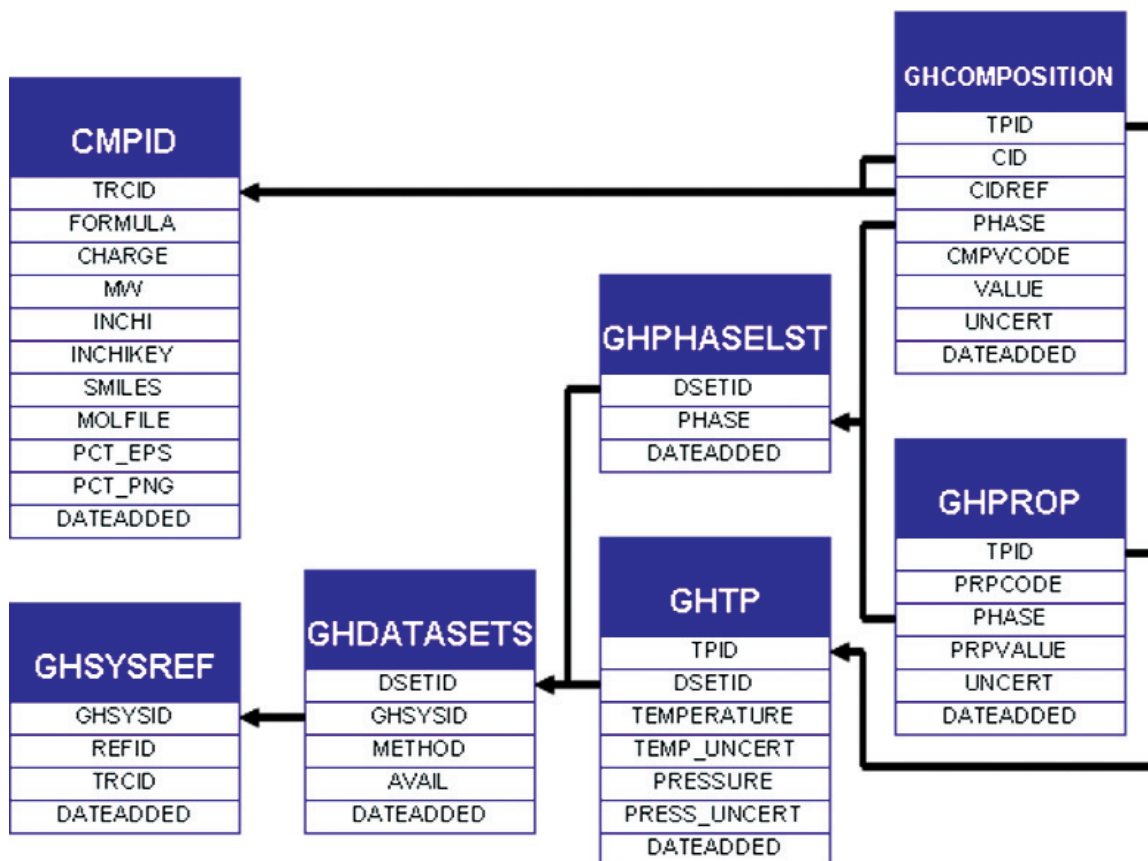 CMPID
TRCID
FORMULA
CHARGE
MW
INCHI
INCHIKEY
SMILES
MOLFILE
PCT_EPS
PCT_PNG
DATEADDED
GHSYSREF
GHSYSID
REFID
TRCID
DATEADDED
GHDATASETS
DSETID
GHSYSID
METHOD
AVAIL
DATEADDED
GHPHASELST
DSETID
PHASE
DATEADDED
GHTP
TPID
DSETID
TEMPERATURE
TEMP_UNCERT
PRESSURE
PRESS_UNCERT
DATEADDED
GHCOMPOSITION
TPID
CID
CIDREF
PHASE
CMPVCODE
VALUE
UNCERT
DATEADDED
GHPROP
TPID
PRPCODE
PHASE
PRPVALUE
UNCERT
DATEADDED